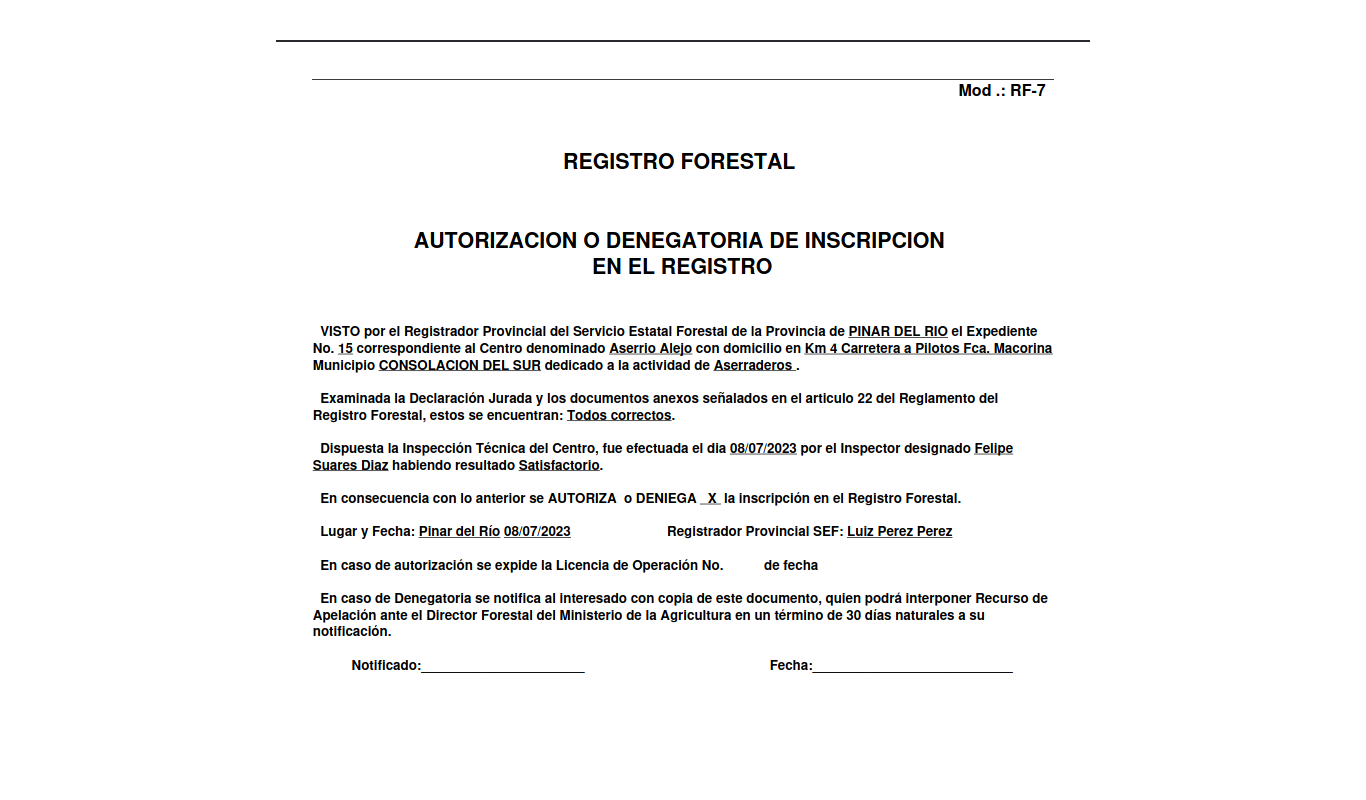 Mod .: RF-7
REGISTRO FORESTAL
AUTORIZACION O DENEGATORIA DE INSCRIPCION
EN EL REGISTRO
VISTO por el Registrador Provincial del Servicio Estatal Forestal de la Provincia de PINAR DEL RIO el Expediente
No. 15 correspondiente al Centro denominado Aserrio Alejo con domicilio en Km 4 Carretera a Pilotos Fca. Macorina
Municipio CONSOLACION DEL SUR dedicado a la actividad de Aserraderos .
Examinada la Declaración Jurada y los documentos anexos señalados en el articulo 22 del Reglamento del
Registro Forestal, estos se encuentran: Todos correctos.
Dispuesta la Inspección Técnica del Centro, fue efectuada el dia 08/07/2023 por el Inspector designado Felipe
Suares Diaz habiendo resultado Satisfactorio.
En consecuencia con lo anterior se AUTORIZA o DENIEGA _X_ la inscripción en el Registro Forestal.
Lugar y Fecha: Pinar del Río 08/07/2023 Registrador Provincial SEF: Luiz Perez Perez
En caso de autorización se expide la Licencia de Operación No. de fecha
En caso de Denegatoria se notifica al interesado con copia de este documento, quien podrá interponer Recurso de
Apelación ante el Director Forestal del Ministerio de la Agricultura en un término de 30 días naturales a su
notificación.
Notificado:______________________ Fecha:___________________________